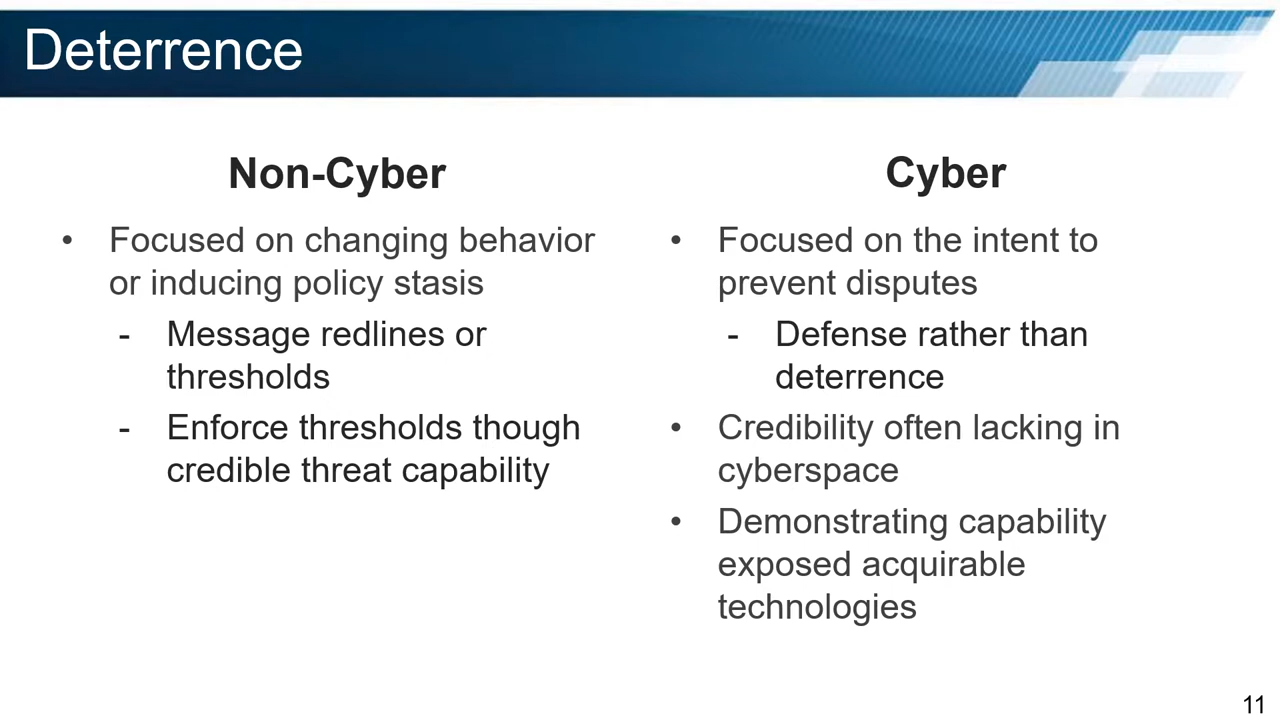 Deterrence
Non-Cyber
• Focused on changing behavior
or inducing policy stasis
- Message redlines or
thresholds
- Enforce thresholds though
credible threat capability
Cyber
• Focused on the intent to
prevent disputes
- Defense rather than
deterrence
• Credibility often lacking in
cyberspace
• Demonstrating capability
exposed acquirable
technologies
11